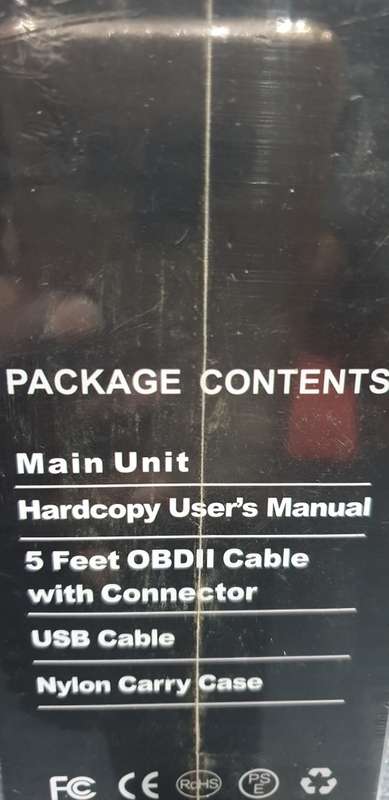 PACKAGE CONTENTS
Main Unit
Hardcopy User's Manual
5 Feet OBDII Cable
with Connector
USB Cable
Nylon Carry Case
FC CE RoHS PS
E